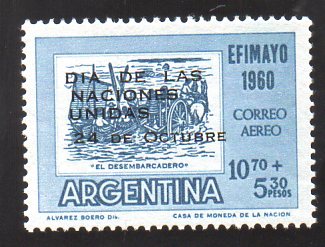 EFIMAYO
1960
DIA DE LAS
NACIONES
UNIDAS
24 DE OCTUBRE
CORREO
AEREO
"EL DESEMBARCADERO"
10 70 +
5 30
PESOS
ARGENTINA
ALVAREZ BOERO DIB. CASA DE MONEDA DE LA NACION